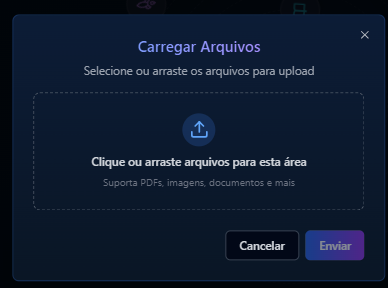 Carregar Arquivos
Selecione ou arraste os arquivos para upload
Clique ou arraste arquivos para esta área
Suporta PDFs, imagens, documentos e mais
Cancelar
Enviar